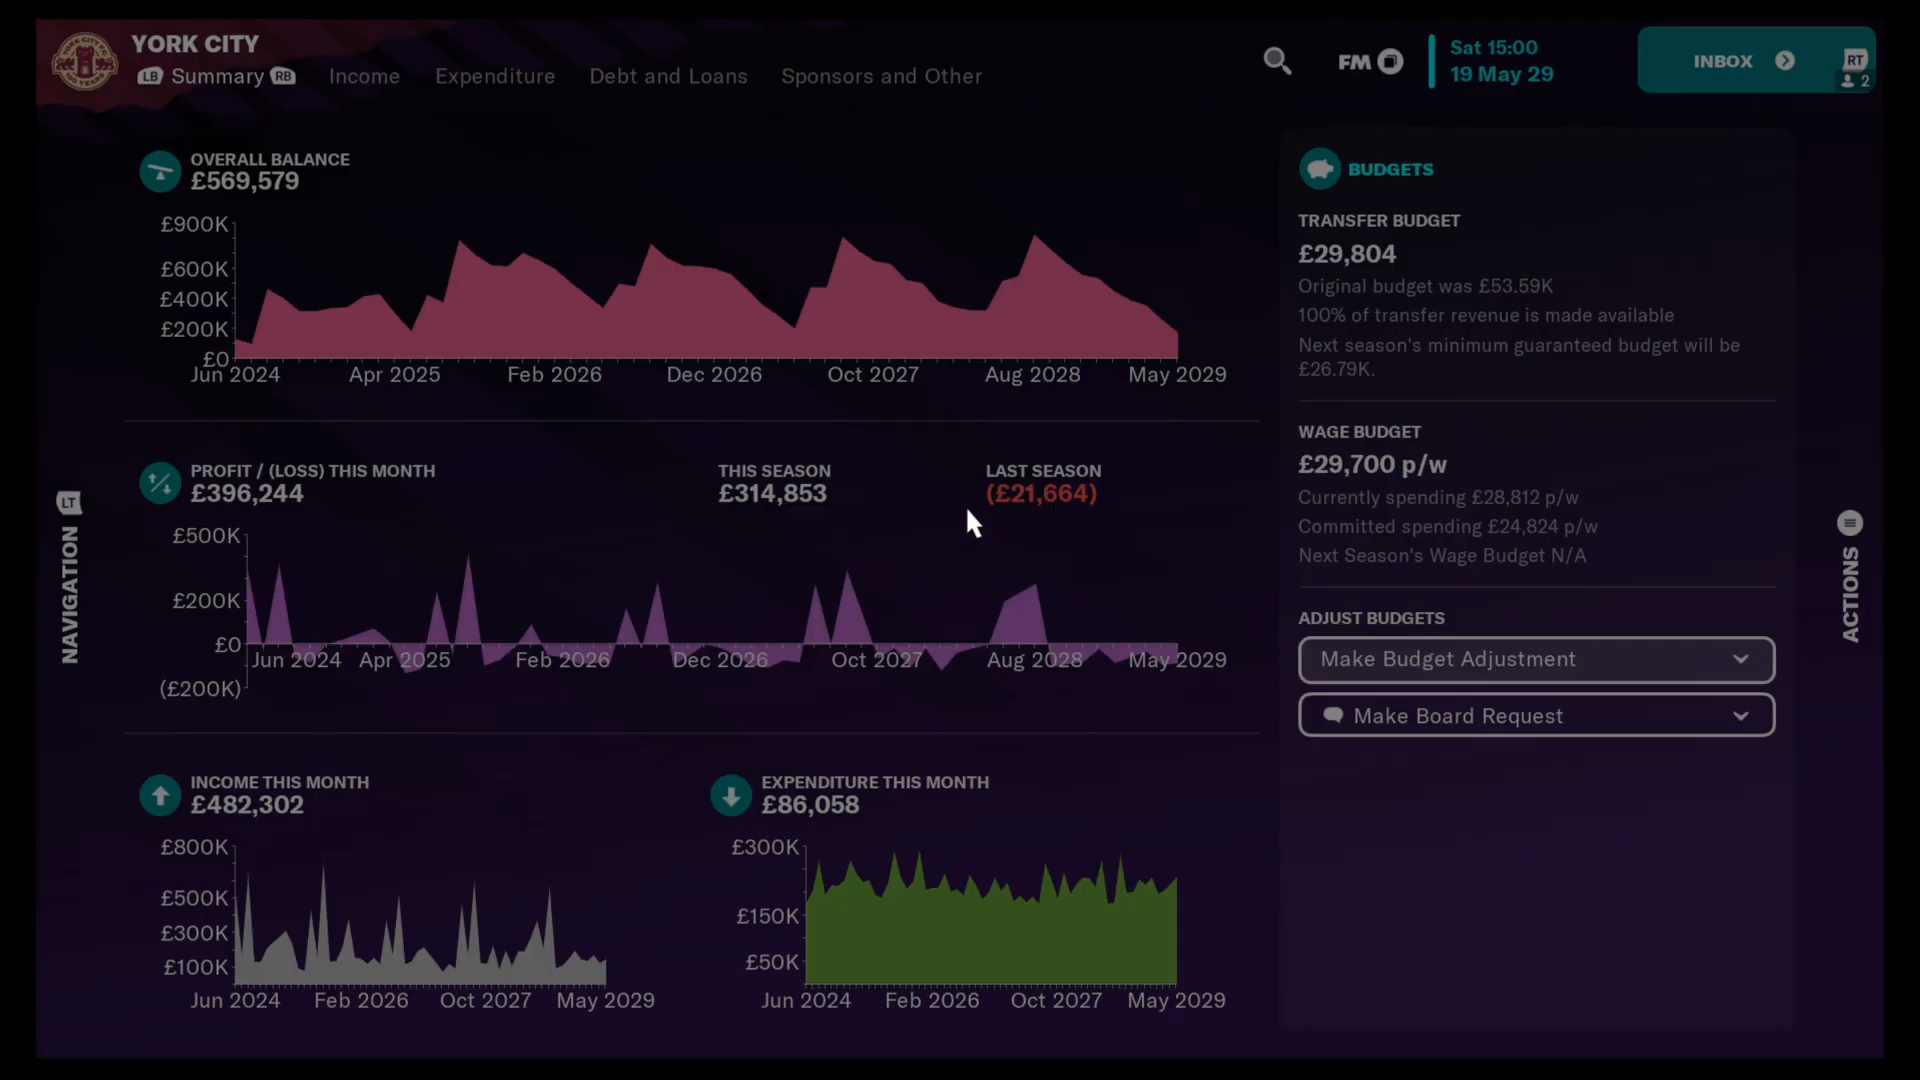 YORK CITY
LB Summary RB Income Expenditure Debt and Loans Sponsors and Other
FM
Sat 15:00
19 May 29
INBOX
RT
2
OVERALL BALANCE
£569,579
£900K
£600K
£400K
£200K
£0
Jun 2024 Apr 2025 Feb 2026 Dec 2026 Oct 2027 Aug 2028 May 2029
PROFIT / (LOSS) THIS MONTH
£396,244
THIS SEASON
£314,853
LAST SEASON
(£21,664)
£500K
£200K
£0
(£200K)
Jun 2024 Apr 2025 Feb 2026 Dec 2026 Oct 2027 Aug 2028 May 2029
INCOME THIS MONTH
£482,302
£800K
£500K
£300K
£100K
Jun 2024 Feb 2026 Oct 2027 May 2029
EXPENDITURE THIS MONTH
£86,058
£300K
£150K
£50K
Jun 2024 Feb 2026 Oct 2027 May 2029
BUDGETS
TRANSFER BUDGET
£29,804
Original budget was £53.59K
100% of transfer revenue is made available
Next season's minimum guaranteed budget will be
£26.79K.
WAGE BUDGET
£29,700 p/w
Currently spending £28,812 p/w
Committed spending £24,824 p/w
Next Season's Wage Budget N/A
ADJUST BUDGETS
Make Budget Adjustment
Make Board Request
LT
NAVIGATION
ACTIONS